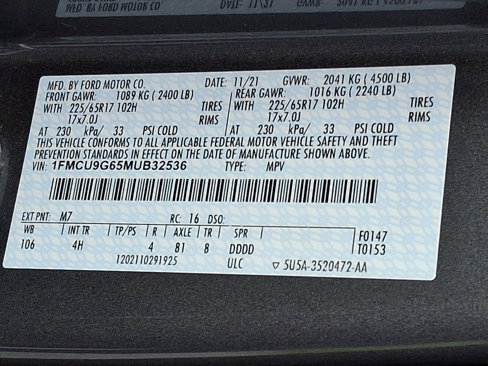 MFD. BY FORD MOTOR CO. DATE: 11/21 GVWR: 2041 KG ( 4500 LB)
FRONT GAWR: 1089 KG ( 2400 LB) REAR GAWR: 1016 KG ( 2240 LB)
WITH 225/65R17 102H TIRES WITH 225/65R17 102H TIRES
17x7.0J RIMS 17x7.0J RIMS
AT 230 kPa/ 33 PSI COLD AT 230 kPa/ 33 PSI COLD
THIS VEHICLE CONFORMS TO ALL APPLICABLE FEDERAL MOTOR VEHICLE SAFETY AND THEFT
PREVENTION STANDARDS IN EFFECT ON THE DATE OF MANUFACTURE SHOWN ABOVE.
VIN: 1FMCU9G65MUB32536 TYPE: MPV
EXT PNT: M7 RC: 16 DSO:
WB INT TR TP/PS R AXLE TR SPR F0147
106 4H 4 81 8 DDDD T0153
1202110291925 ULC ▽ 5U5A-3520472-AA